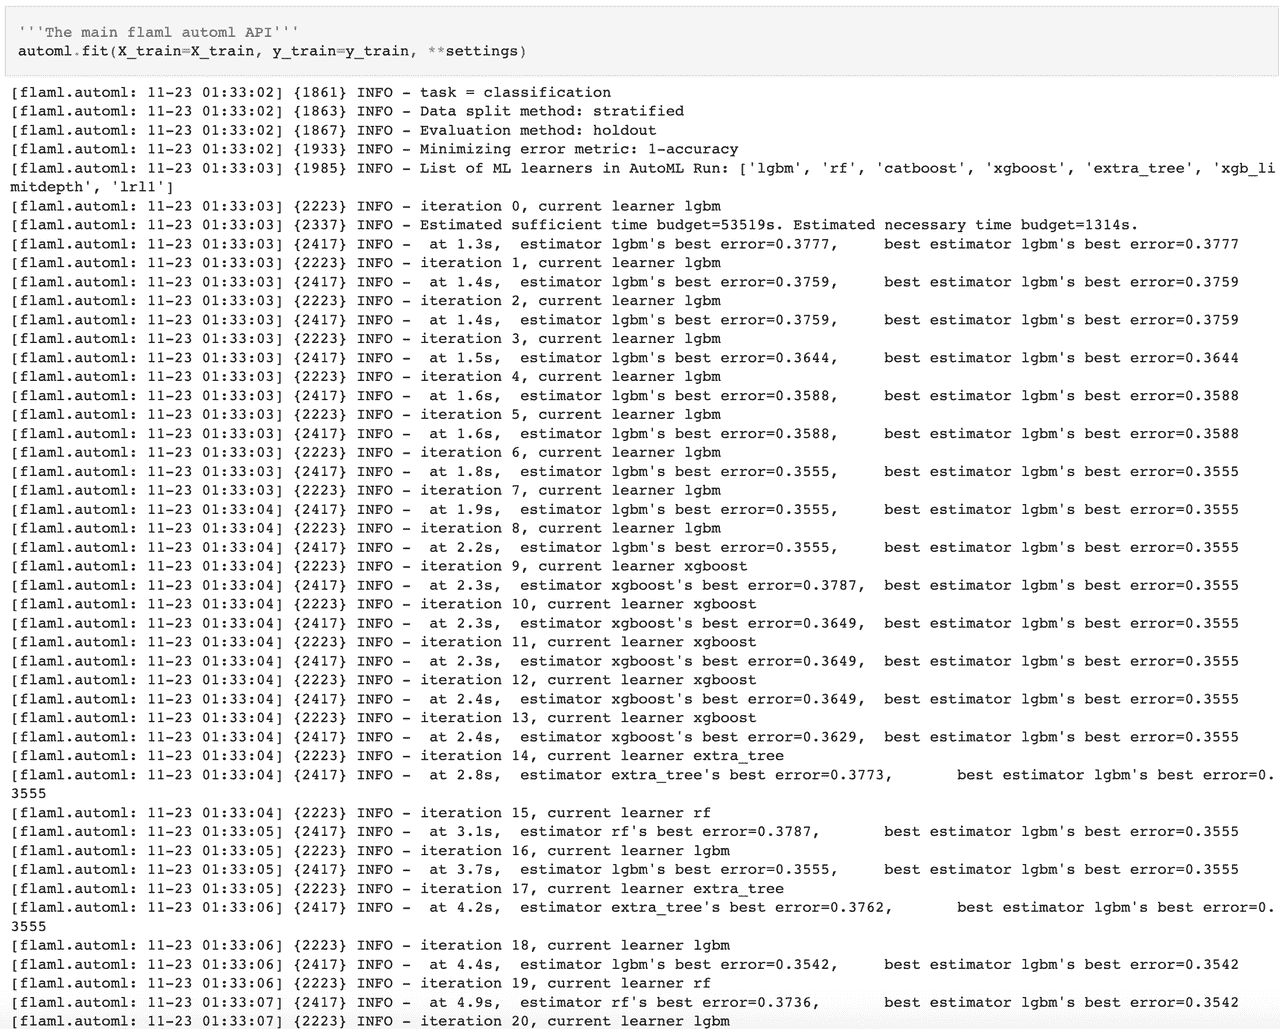 '''The main flaml automl API'''
automl.fit(X_train=X_train, y_train=y_train, **settings)
[flaml.automl: 11-23 01:33:02] {1861} INFO - task = classification
[flaml.automl: 11-23 01:33:02] {1863} INFO - Data split method: stratified
[flaml.automl: 11-23 01:33:02] {1867} INFO - Evaluation method: holdout
[flaml.automl: 11-23 01:33:02] {1933} INFO - Minimizing error metric: 1-accuracy
[flaml.automl: 11-23 01:33:02] {1985} INFO - List of ML learners in AutoML Run: ['lgbm', 'rf', 'catboost', 'xgboost', 'extra_tree', 'xgb_li
mitdepth', 'lrl1']
[flaml.automl: 11-23 01:33:03] {2223} INFO - iteration 0, current learner lgbm
[flaml.automl: 11-23 01:33:03] {2337} INFO - Estimated sufficient time budget=53519s. Estimated necessary time budget=1314s.
[flaml.automl: 11-23 01:33:03] {2417} INFO -  at 1.3s,  estimator lgbm's best error=0.3777,     best estimator lgbm's best error=0.3777
[flaml.automl: 11-23 01:33:03] {2223} INFO - iteration 1, current learner lgbm
[flaml.automl: 11-23 01:33:03] {2417} INFO -  at 1.4s,  estimator lgbm's best error=0.3759,     best estimator lgbm's best error=0.3759
[flaml.automl: 11-23 01:33:03] {2223} INFO - iteration 2, current learner lgbm
[flaml.automl: 11-23 01:33:03] {2417} INFO -  at 1.4s,  estimator lgbm's best error=0.3759,     best estimator lgbm's best error=0.3759
[flaml.automl: 11-23 01:33:03] {2223} INFO - iteration 3, current learner lgbm
[flaml.automl: 11-23 01:33:03] {2417} INFO -  at 1.5s,  estimator lgbm's best error=0.3644,     best estimator lgbm's best error=0.3644
[flaml.automl: 11-23 01:33:03] {2223} INFO - iteration 4, current learner lgbm
[flaml.automl: 11-23 01:33:03] {2417} INFO -  at 1.6s,  estimator lgbm's best error=0.3588,     best estimator lgbm's best error=0.3588
[flaml.automl: 11-23 01:33:03] {2223} INFO - iteration 5, current learner lgbm
[flaml.automl: 11-23 01:33:03] {2417} INFO -  at 1.6s,  estimator lgbm's best error=0.3588,     best estimator lgbm's best error=0.3588
[flaml.automl: 11-23 01:33:03] {2223} INFO - iteration 6, current learner lgbm
[flaml.automl: 11-23 01:33:03] {2417} INFO -  at 1.8s,  estimator lgbm's best error=0.3555,     best estimator lgbm's best error=0.3555
[flaml.automl: 11-23 01:33:03] {2223} INFO - iteration 7, current learner lgbm
[flaml.automl: 11-23 01:33:04] {2417} INFO -  at 1.9s,  estimator lgbm's best error=0.3555,     best estimator lgbm's best error=0.3555
[flaml.automl: 11-23 01:33:04] {2223} INFO - iteration 8, current learner lgbm
[flaml.automl: 11-23 01:33:04] {2417} INFO -  at 2.2s,  estimator lgbm's best error=0.3555,     best estimator lgbm's best error=0.3555
[flaml.automl: 11-23 01:33:04] {2223} INFO - iteration 9, current learner xgboost
[flaml.automl: 11-23 01:33:04] {2417} INFO -  at 2.3s,  estimator xgboost's best error=0.3787,  best estimator lgbm's best error=0.3555
[flaml.automl: 11-23 01:33:04] {2223} INFO - iteration 10, current learner xgboost
[flaml.automl: 11-23 01:33:04] {2417} INFO -  at 2.3s,  estimator xgboost's best error=0.3649,  best estimator lgbm's best error=0.3555
[flaml.automl: 11-23 01:33:04] {2223} INFO - iteration 11, current learner xgboost
[flaml.automl: 11-23 01:33:04] {2417} INFO -  at 2.3s,  estimator xgboost's best error=0.3649,  best estimator lgbm's best error=0.3555
[flaml.automl: 11-23 01:33:04] {2223} INFO - iteration 12, current learner xgboost
[flaml.automl: 11-23 01:33:04] {2417} INFO -  at 2.4s,  estimator xgboost's best error=0.3649,  best estimator lgbm's best error=0.3555
[flaml.automl: 11-23 01:33:04] {2223} INFO - iteration 13, current learner xgboost
[flaml.automl: 11-23 01:33:04] {2417} INFO -  at 2.4s,  estimator xgboost's best error=0.3629,  best estimator lgbm's best error=0.3555
[flaml.automl: 11-23 01:33:04] {2223} INFO - iteration 14, current learner extra_tree
[flaml.automl: 11-23 01:33:04] {2417} INFO -  at 2.8s,  estimator extra_tree's best error=0.3773,       best estimator lgbm's best error=0.
3555
[flaml.automl: 11-23 01:33:04] {2223} INFO - iteration 15, current learner rf
[flaml.automl: 11-23 01:33:05] {2417} INFO -  at 3.1s,  estimator rf's best error=0.3787,       best estimator lgbm's best error=0.3555
[flaml.automl: 11-23 01:33:05] {2223} INFO - iteration 16, current learner lgbm
[flaml.automl: 11-23 01:33:05] {2417} INFO -  at 3.7s,  estimator lgbm's best error=0.3555,     best estimator lgbm's best error=0.3555
[flaml.automl: 11-23 01:33:05] {2223} INFO - iteration 17, current learner extra_tree
[flaml.automl: 11-23 01:33:06] {2417} INFO -  at 4.2s,  estimator extra_tree's best error=0.3762,       best estimator lgbm's best error=0.
3555
[flaml.automl: 11-23 01:33:06] {2223} INFO - iteration 18, current learner lgbm
[flaml.automl: 11-23 01:33:06] {2417} INFO -  at 4.4s,  estimator lgbm's best error=0.3542,     best estimator lgbm's best error=0.3542
[flaml.automl: 11-23 01:33:06] {2223} INFO - iteration 19, current learner rf
[flaml.automl: 11-23 01:33:07] {2417} INFO -  at 4.9s,  estimator rf's best error=0.3736,       best estimator lgbm's best error=0.3542
[flaml.automl: 11-23 01:33:07] {2223} INFO - iteration 20, current learner lgbm